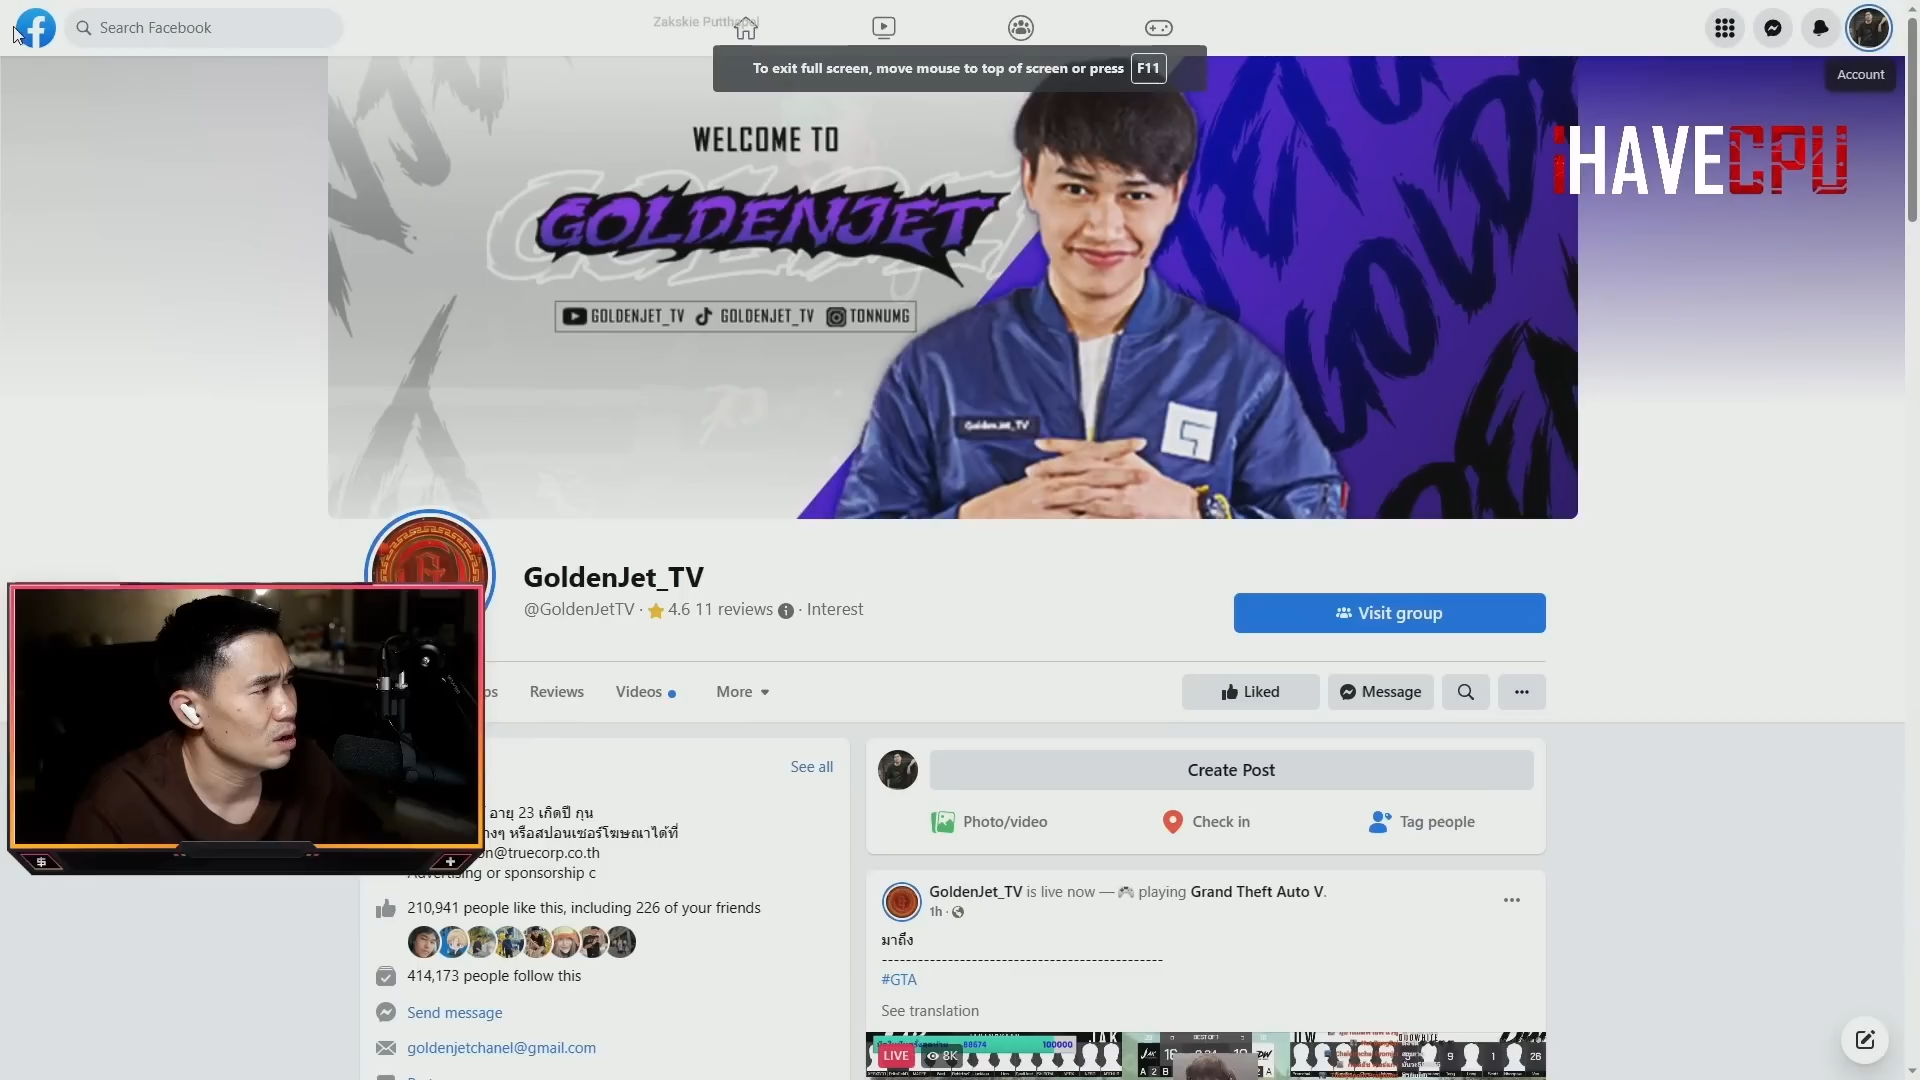 Search Facebook
Zakskie Putthapol
To exit full screen, move mouse to top of screen or press F11
Account
iHAVECPU
WELCOME TO
GOLDENJET
GOLDENJET_TV GOLDENJET_TV TONNUMG
GoldenJet_TV
GoldenJet_TV
@GoldenJetTV · 4.6 11 reviews · Interest
Visit group
Reviews
Videos
More
Liked
Message
See all
อายุ 23 เกิดปี กุน
หรือสปอนเซอร์โฆษณาได้ที่
on@truecorp.co.th
Advertising or sponsorship c
210,941 people like this, including 226 of your friends
414,173 people follow this
Send message
goldenjetchanel@gmail.com
Create Post
Photo/video
Check in
Tag people
GoldenJet_TV is live now — playing Grand Theft Auto V.
1h ·
มาถึง
-----------------------------------------------
#GTA
See translation
LIVE 8K
88674 100000